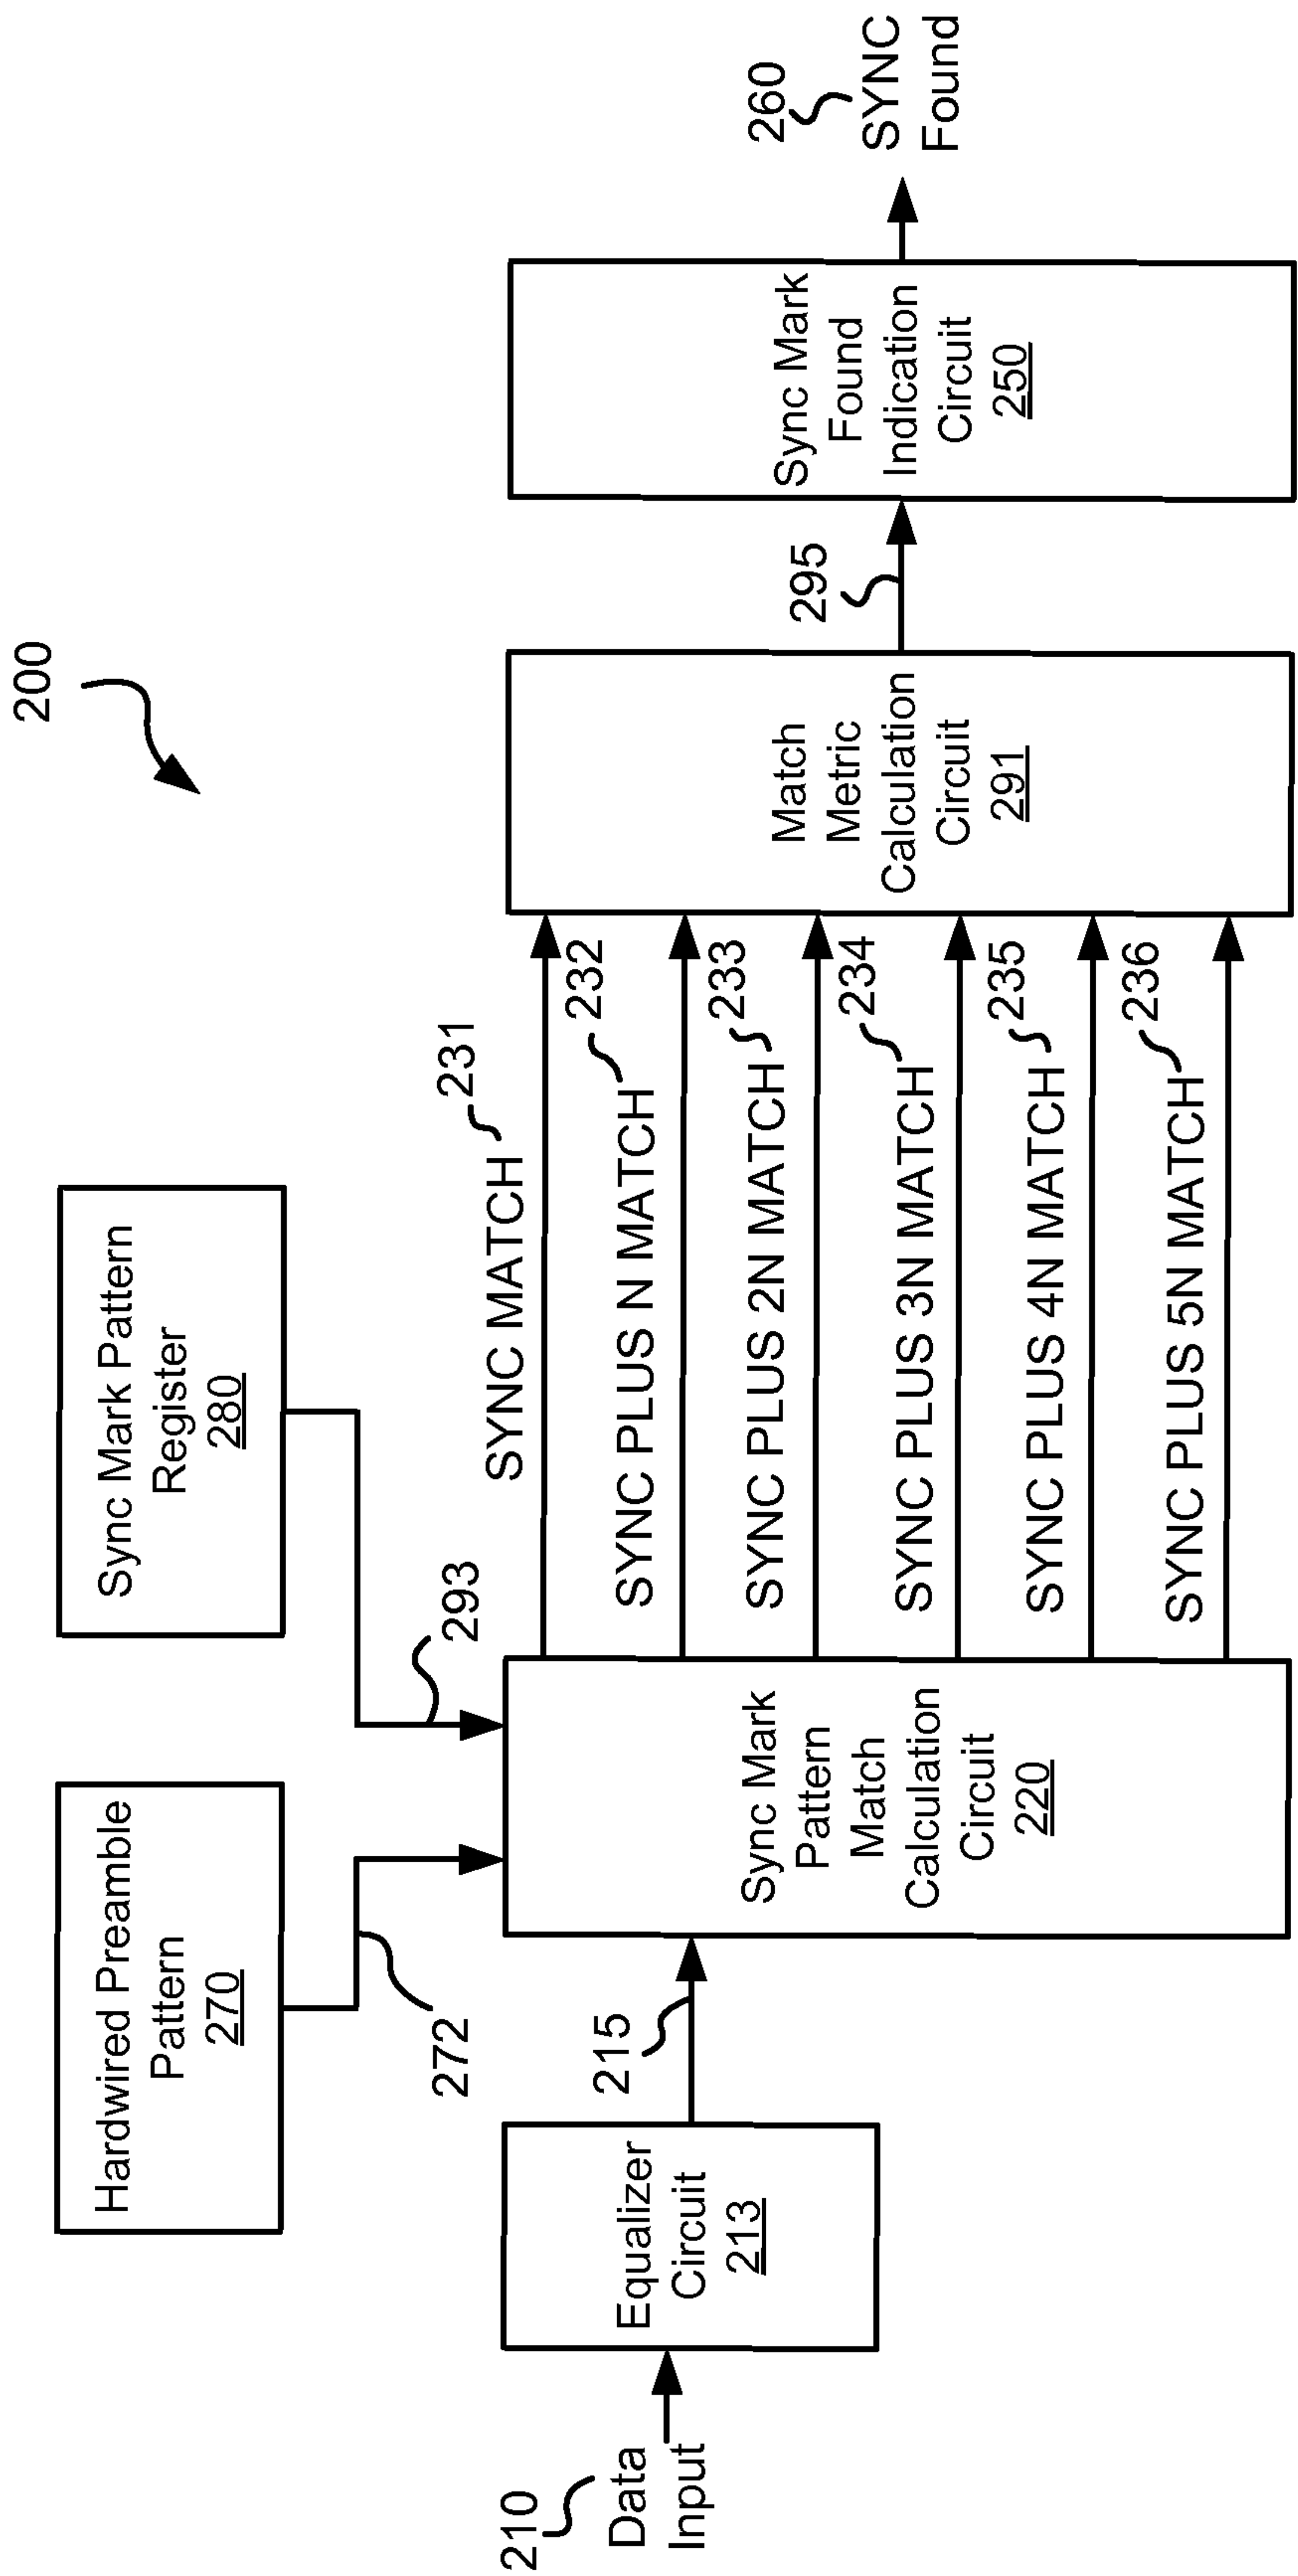 200
Hardwired Preamble
Pattern
270
Sync Mark Pattern
Register
280
272
293
210
Data
Input
Equalizer
Circuit
213
215
Sync Mark
Pattern
Match
Calculation
Circuit
220
SYNC MATCH 231
SYNC PLUS N MATCH 232
SYNC PLUS 2N MATCH 233
SYNC PLUS 3N MATCH 234
SYNC PLUS 4N MATCH 235
SYNC PLUS 5N MATCH 236
Match
Metric
Calculation
Circuit
291
295
Sync Mark
Found
Indication
Circuit
250
260
SYNC
Found